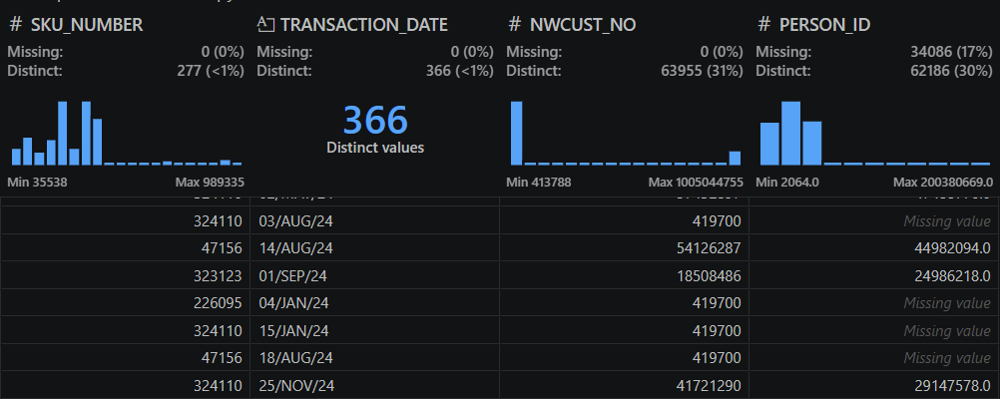 # SKU_NUMBER TRANSACTION_DATE # NWCUST_NO # PERSON_ID
Missing: 0 (0%) Missing: 0 (0%) Missing: 0 (0%) Missing: 34086 (17%)
Distinct: 277 (<1%) Distinct: 366 (<1%) Distinct: 63955 (31%) Distinct: 62186 (30%)
366
Distinct values
Min 35538 Max 989335 Min 413788 Max 1005044755 Min 2064.0 Max 200380669.0
324110 03/AUG/24 419700 Missing value
47156 14/AUG/24 54126287 44982094.0
323123 01/SEP/24 18508486 24986218.0
226095 04/JAN/24 419700 Missing value
324110 15/JAN/24 419700 Missing value
47156 18/AUG/24 419700 Missing value
324110 25/NOV/24 41721290 29147578.0